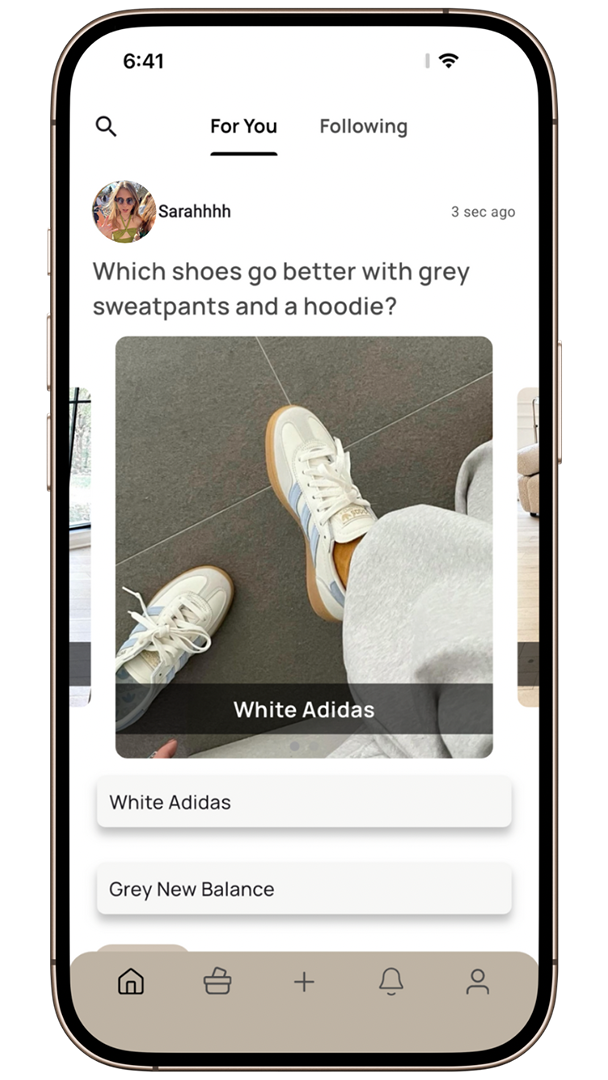 6:41
For You
Following
Sarahhhh
3 sec ago
Which shoes go better with grey
sweatpants and a hoodie?
White Adidas
White Adidas
Grey New Balance